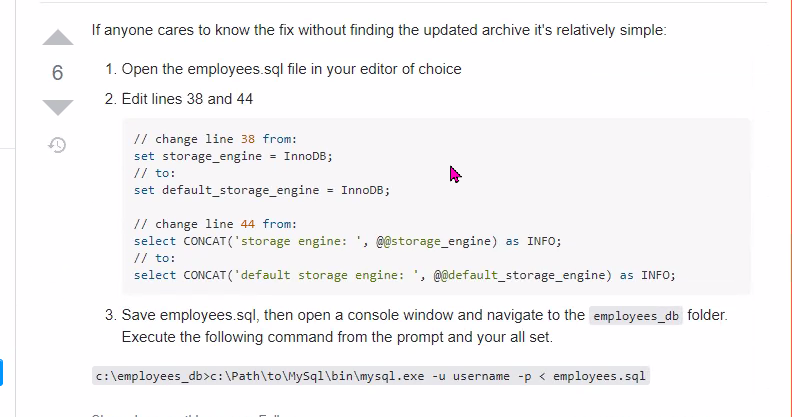 If anyone cares to know the fix without finding the updated archive it's relatively simple:
6
1. Open the employees.sql file in your editor of choice
2. Edit lines 38 and 44
// change line 38 from:
set storage_engine = InnoDB;
// to:
set default_storage_engine = InnoDB;
// change line 44 from:
select CONCAT('storage engine: ', @@storage_engine) as INFO;
// to:
select CONCAT('default storage engine: ', @@default_storage_engine) as INFO;
3. Save employees.sql, then open a console window and navigate to the employees_db folder.
Execute the following command from the prompt and your all set.
c:\employees_db>c:\Path\to\MySql\bin\mysql.exe -u username -p < employees.sql